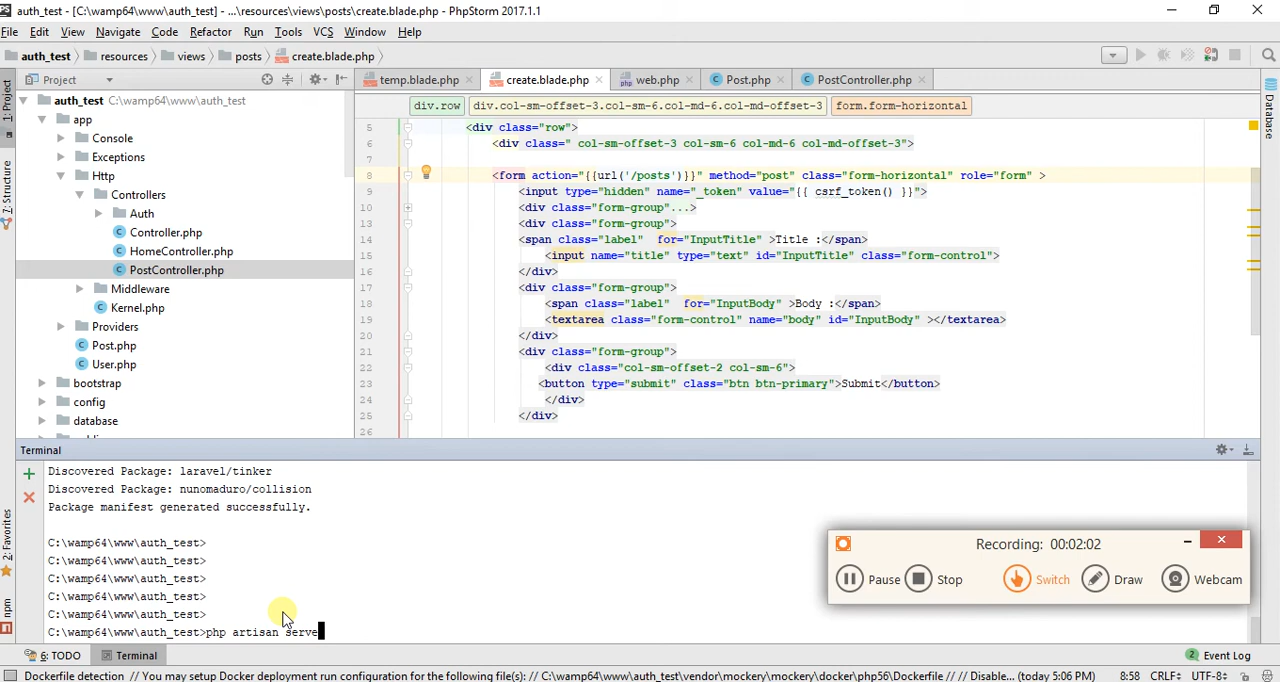 auth_test - [C:\wamp64\www\auth_test] - ...\resources\views\posts\create.blade.php - PhpStorm 2017.1.1
File Edit View Navigate Code Refactor Run Tools VCS Window Help
auth_test resources views posts create.blade.php
Project
temp.blade.php create.blade.php web.php Post.php PostController.php
1: Project
7: Structure
2: Favorites
npm
Database
auth_test C:\wamp64\www\auth_test
app
Console
Exceptions
Http
Controllers
Auth
Controller.php
HomeController.php
PostController.php
Middleware
Kernel.php
Providers
Post.php
User.php
bootstrap
config
database
div.row div.col-sm-offset-3.col-sm-6.col-md-6.col-md-offset-3 form.form-horizontal
5 <div class="row">
6 <div class=" col-sm-offset-3 col-sm-6 col-md-6 col-md-offset-3">
7
8 <form action="{{url('/posts')}}" method="post" class="form-horizontal" role="form" >
9 <input type="hidden" name="_token" value="{{ csrf_token() }}">
10 <div class="form-group"...>
13 <div class="form-group">
14 <span class="label" for="InputTitle" >Title :</span>
15 <input name="title" type="text" id="InputTitle" class="form-control">
16 </div>
17 <div class="form-group">
18 <span class="label" for="InputBody" >Body :</span>
19 <textarea class="form-control" name="body" id="InputBody" ></textarea>
20 </div>
21 <div class="form-group">
22 <div class="col-sm-offset-2 col-sm-6">
23 <button type="submit" class="btn btn-primary">Submit</button>
24 </div>
25 </div>
26
Terminal
Discovered Package: laravel/tinker
Discovered Package: nunomaduro/collision
Package manifest generated successfully.
C:\wamp64\www\auth_test>
C:\wamp64\www\auth_test>
C:\wamp64\www\auth_test>
C:\wamp64\www\auth_test>
C:\wamp64\www\auth_test>
C:\wamp64\www\auth_test>php artisan serve
Recording: 00:02:02
Pause Stop Switch Draw Webcam
6: TODO Terminal 2 Event Log
Dockerfile detection // You may setup Docker deployment run configuration for the following file(s): // C:\wamp64\www\auth_test\vendor\mockery\mockery\docker\php56\Dockerfile // // Disable... (today 5:06 PM) 8:58 CRLF UTF-8